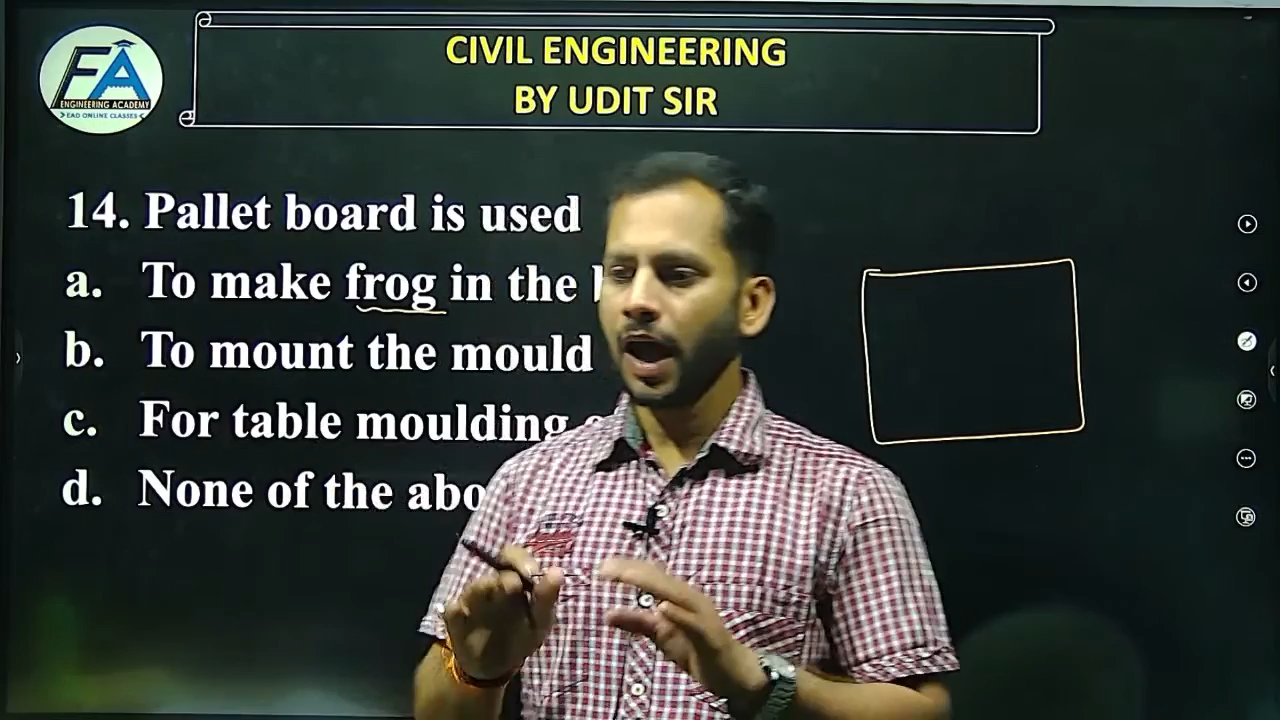 CIVIL ENGINEERING
BY UDIT SIR
FA
ENGINEERING ACADEMY
EAD ONLINE CLASSES
14. Pallet board is used
a. To make frog in the
b. To mount the mould
c. For table moulding
d. None of the abo